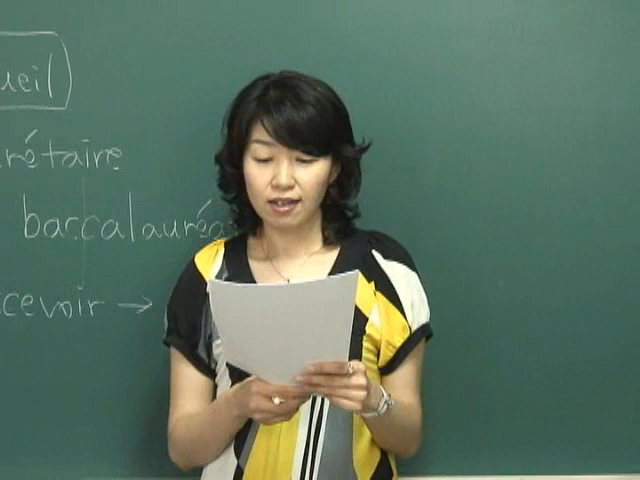 ueil
rétaire
baccalauréa
cevoir →